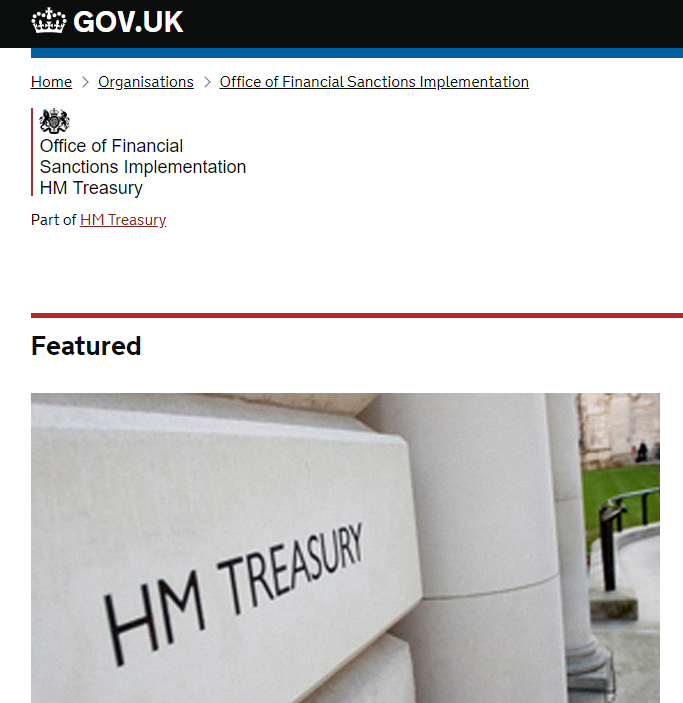 GOV.UK
Home > Organisations > Office of Financial Sanctions Implementation
Office of Financial
Sanctions Implementation
HM Treasury
Part of HM Treasury
Featured
HM TREASURY